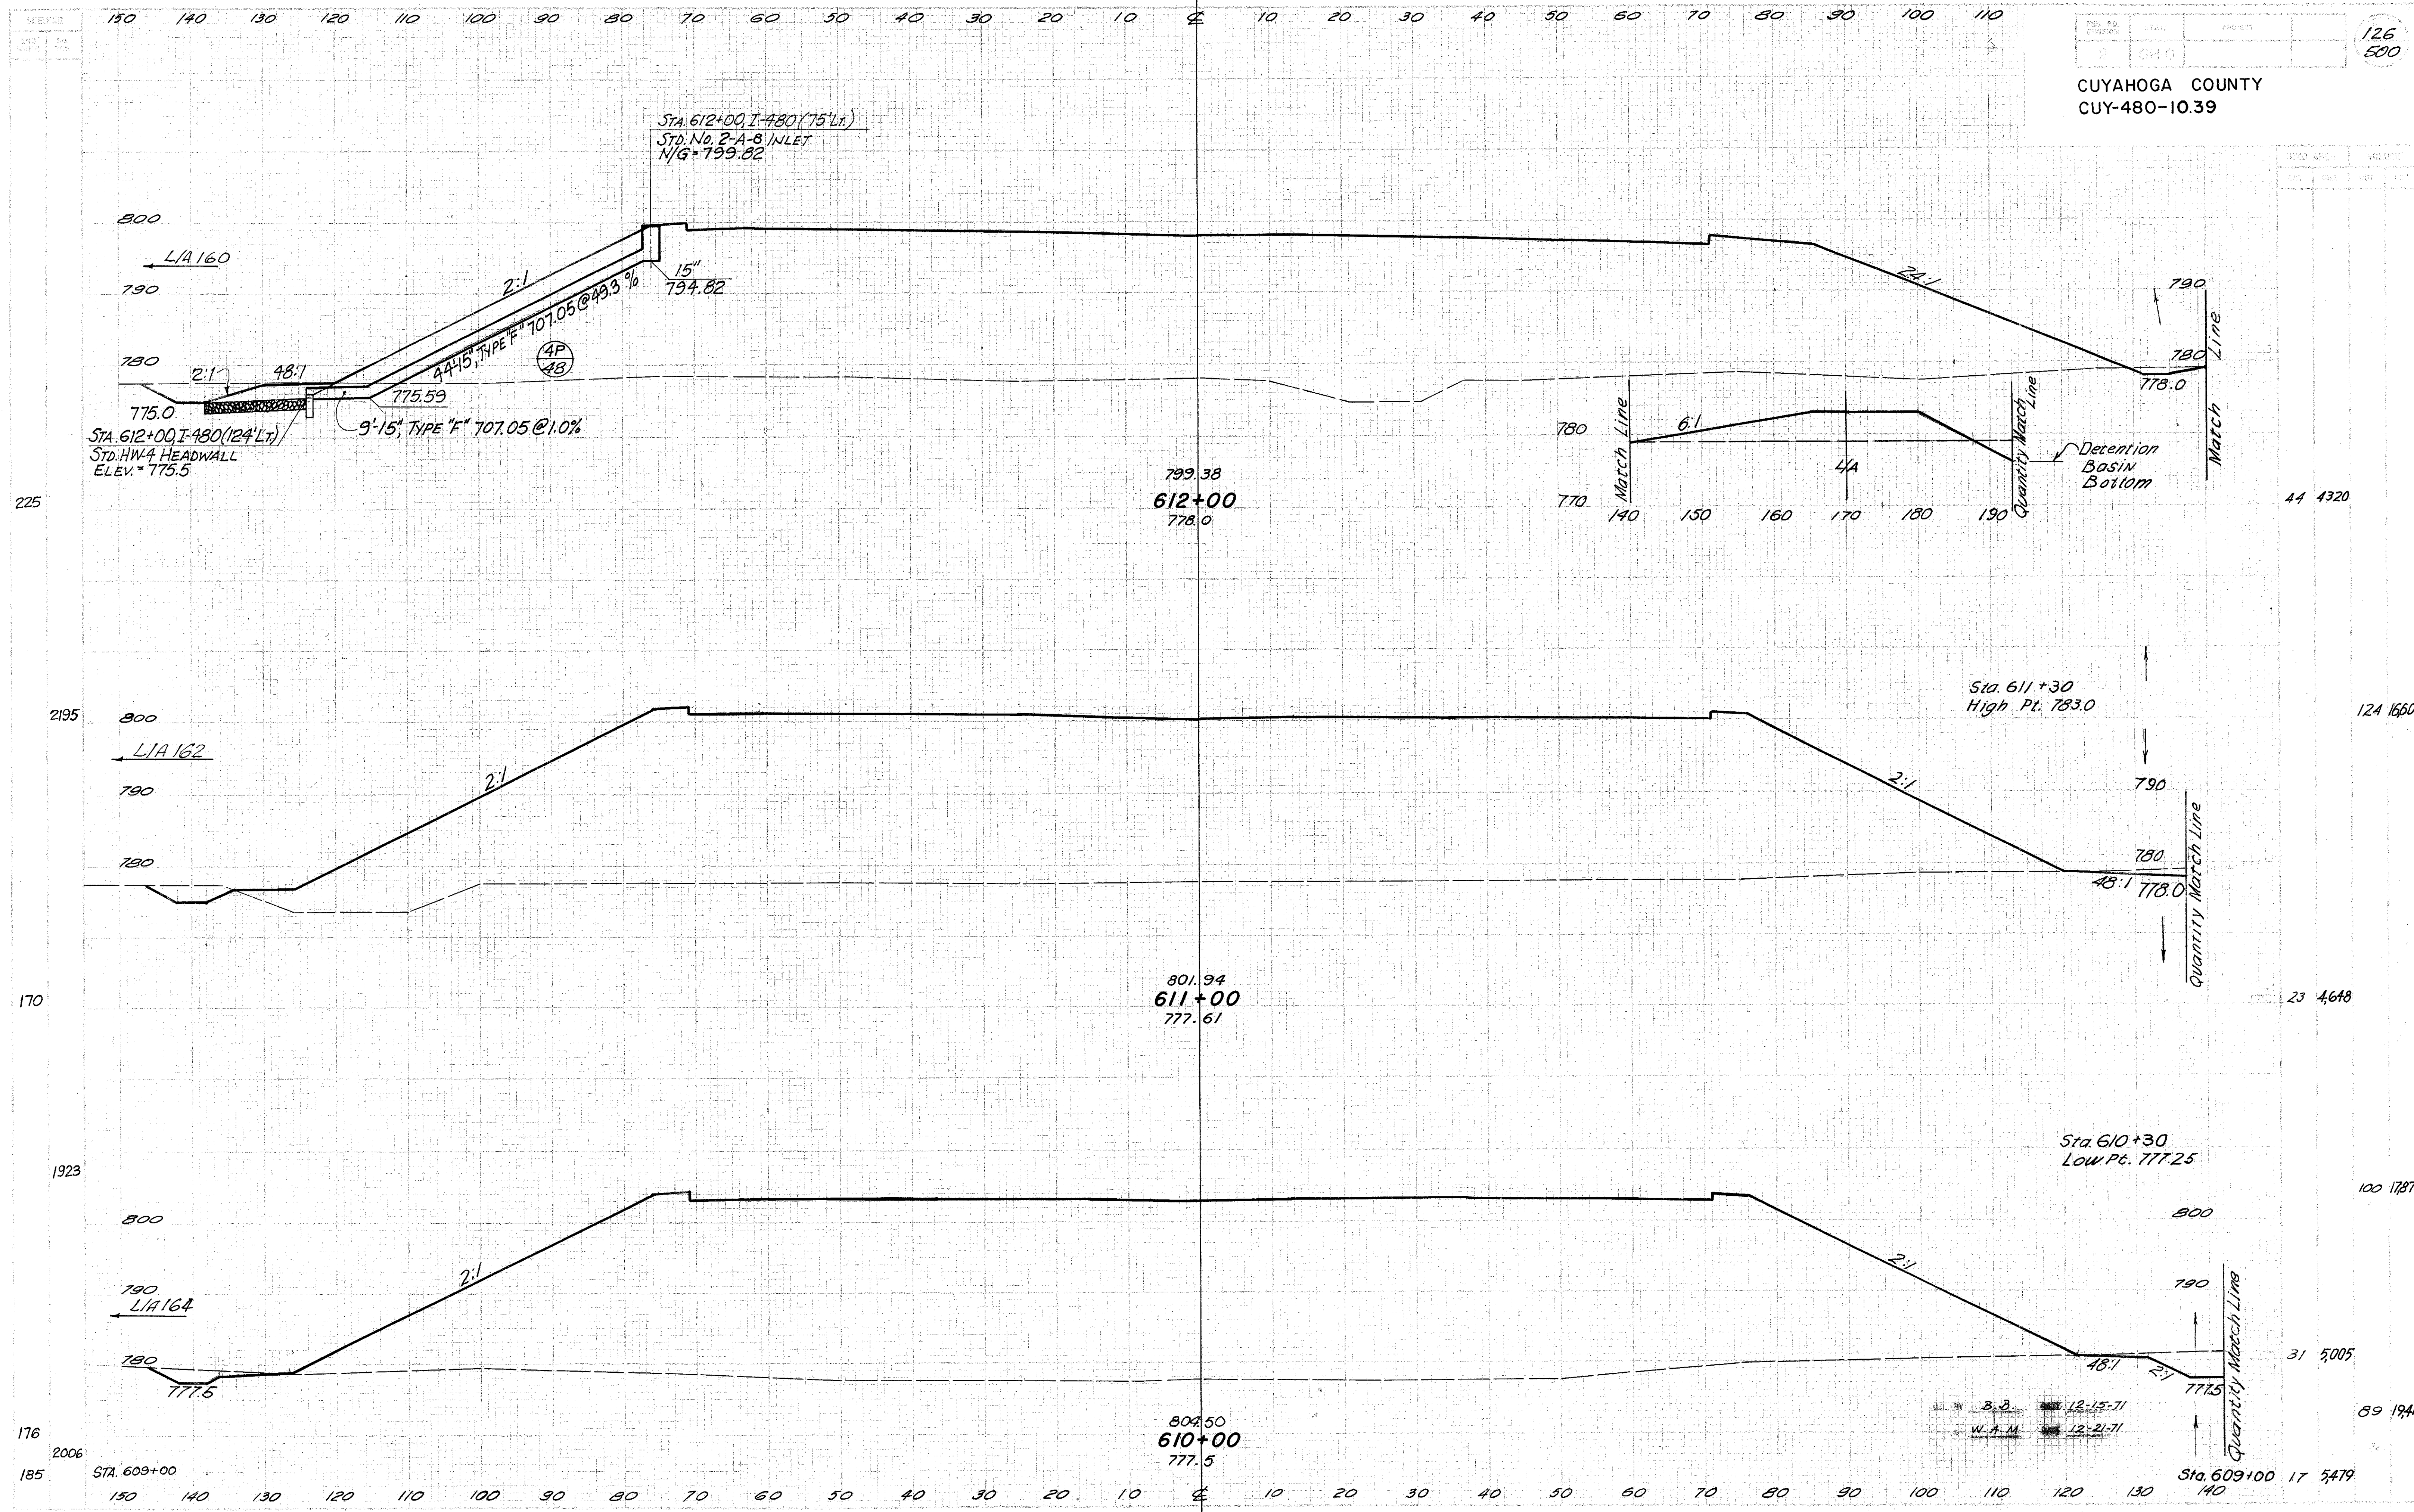 150 140 130 120 110 100 90 80 70 60 50 40 30 20 10 ℄ 10 20 30 40 50 60 70 80 90 100 110
126
500
CUYAHOGA COUNTY
CUY-480-10.39
STA. 612+00, I-480 (75' LT.)
STD. No. 2-A-B INLET
N/G = 799.82
800
L/A 160
790
780
2:1
48:1
2:1
44'-15", TYPE "F" 707.05 @ 49.3 %
4P
48
15"
794.82
775.0
775.59
9'-15", TYPE "F" 707.05 @ 1.0%
STA. 612+00, I-480 (124' LT.)
STD. HW-4 HEADWALL
ELEV. = 775.5
2.4:1
790
780
778.0
Match Line
780
770
Match Line
6:1
L/A
Quantity Match Line
Detention
Basin
Bottom
140 150 160 170 180 190
799.38
612+00
778.0
225
44 4320
2195
800
L/A 162
790
780
2:1
2:1
Sta. 611+30
High Pt. 783.0
790
780
48:1
778.0
Quantity Match Line
801.94
611+00
777.61
170
23 4,648
1923
800
790
L/A 164
780
777.5
2:1
2:1
Sta. 610+30
Low Pt. 777.25
800
790
48:1
2:1
777.5
Quantity Match Line
804.50
610+00
777.5
31 5,005
B.B. 12-15-71
W.A.M. 12-21-71
176
2006
185
STA. 609+00
Sta. 609+00 17 5,479
150 140 130 120 110 100 90 80 70 60 50 40 30 20 10 ℄ 10 20 30 40 50 60 70 80 90 100 110 120 130 140